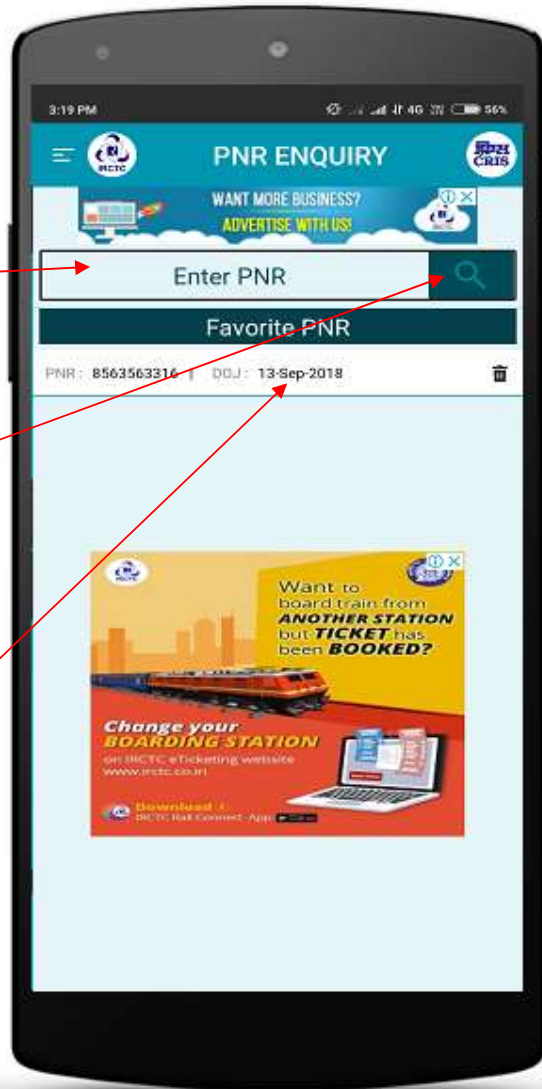 3:19 PM 4G 56%
IRCTC PNR ENQUIRY क्रिस CRIS
WANT MORE BUSINESS?
ADVERTISE WITH US!
Enter PNR
Favorite PNR
PNR : 8563563316 | DOJ : 13-Sep-2018
IRCTC
Want to
board train from
ANOTHER STATION
but TICKET has
been BOOKED?
Change your
BOARDING STATION
on IRCTC eTicketing website
www.irctc.co.in
Download
IRCTC Rail Connect App